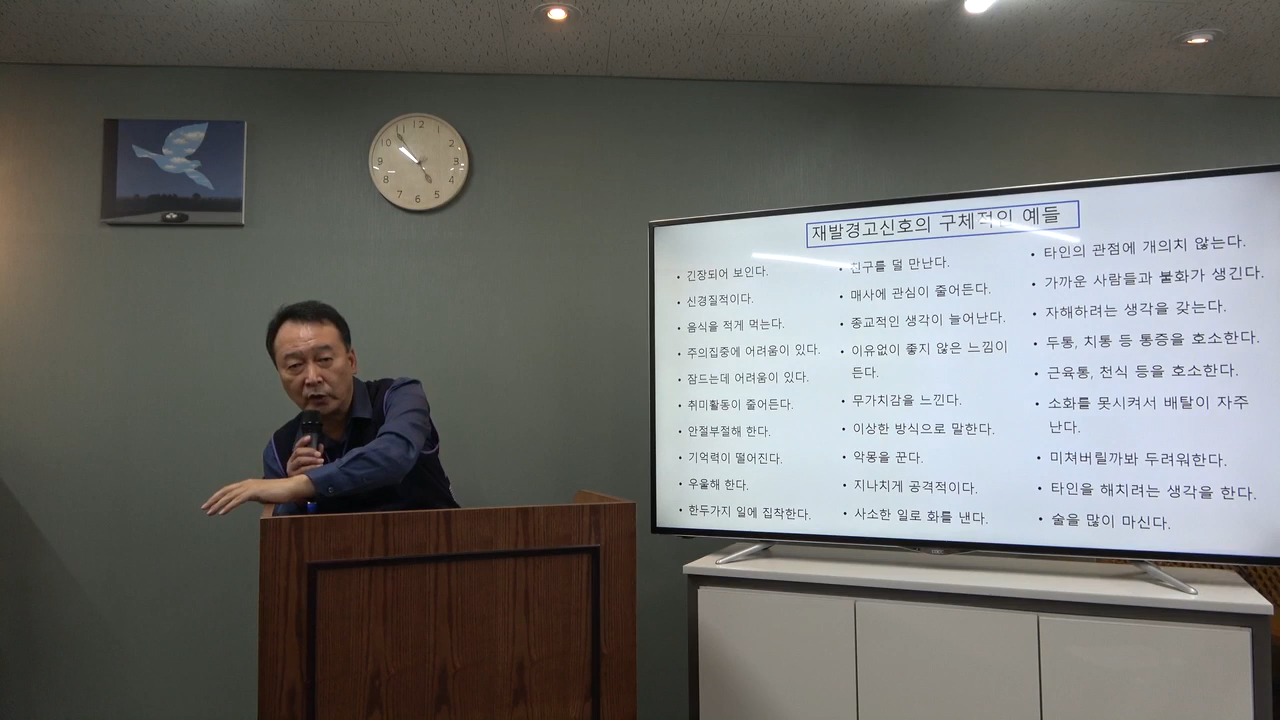 재발경고신호의 구체적인 예들
• 긴장되어 보인다.
• 신경질적이다.
• 음식을 적게 먹는다.
• 주의집중에 어려움이 있다.
• 잠드는데 어려움이 있다.
• 취미활동이 줄어든다.
• 안절부절해 한다.
• 기억력이 떨어진다.
• 우울해 한다.
• 한두가지 일에 집착한다.
• 친구를 덜 만난다.
• 매사에 관심이 줄어든다.
• 종교적인 생각이 늘어난다.
• 이유없이 좋지 않은 느낌이
든다.
• 무가치감을 느낀다.
• 이상한 방식으로 말한다.
• 악몽을 꾼다.
• 지나치게 공격적이다.
• 사소한 일로 화를 낸다.
• 타인의 관점에 개의치 않는다.
• 가까운 사람들과 불화가 생긴다.
• 자해하려는 생각을 갖는다.
• 두통, 치통 등 통증을 호소한다.
• 근육통, 천식 등을 호소한다.
• 소화를 못시켜서 배탈이 자주
난다.
• 미쳐버릴까봐 두려워한다.
• 타인을 해치려는 생각을 한다.
• 술을 많이 마신다.
12
11
1
10
2
9
3
8
4
7
5
6